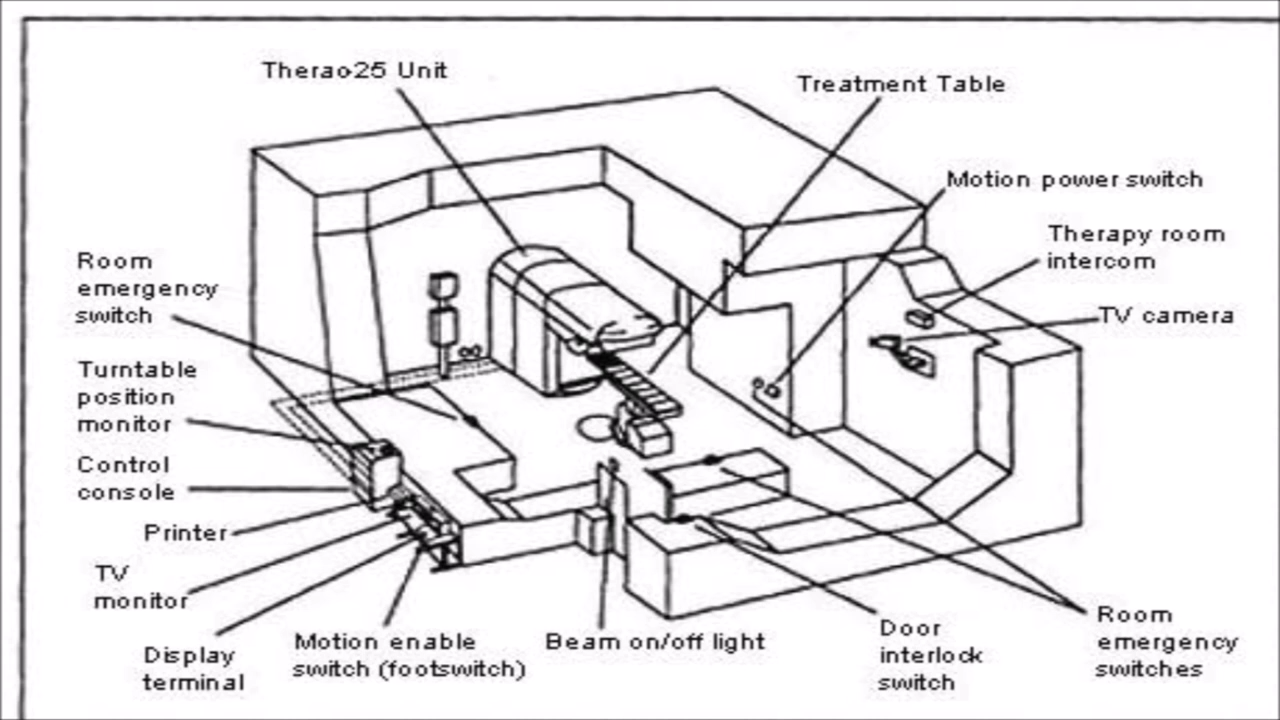 Therac-25 Unit
Treatment Table
Motion power switch
Therapy room
intercom
TV camera
Room
emergency
switch
Turntable
position
monitor
Control
console
Printer
TV
monitor
Display
terminal
Motion enable
switch (footswitch)
Beam on/off light
Door
interlock
switch
Room
emergency
switches